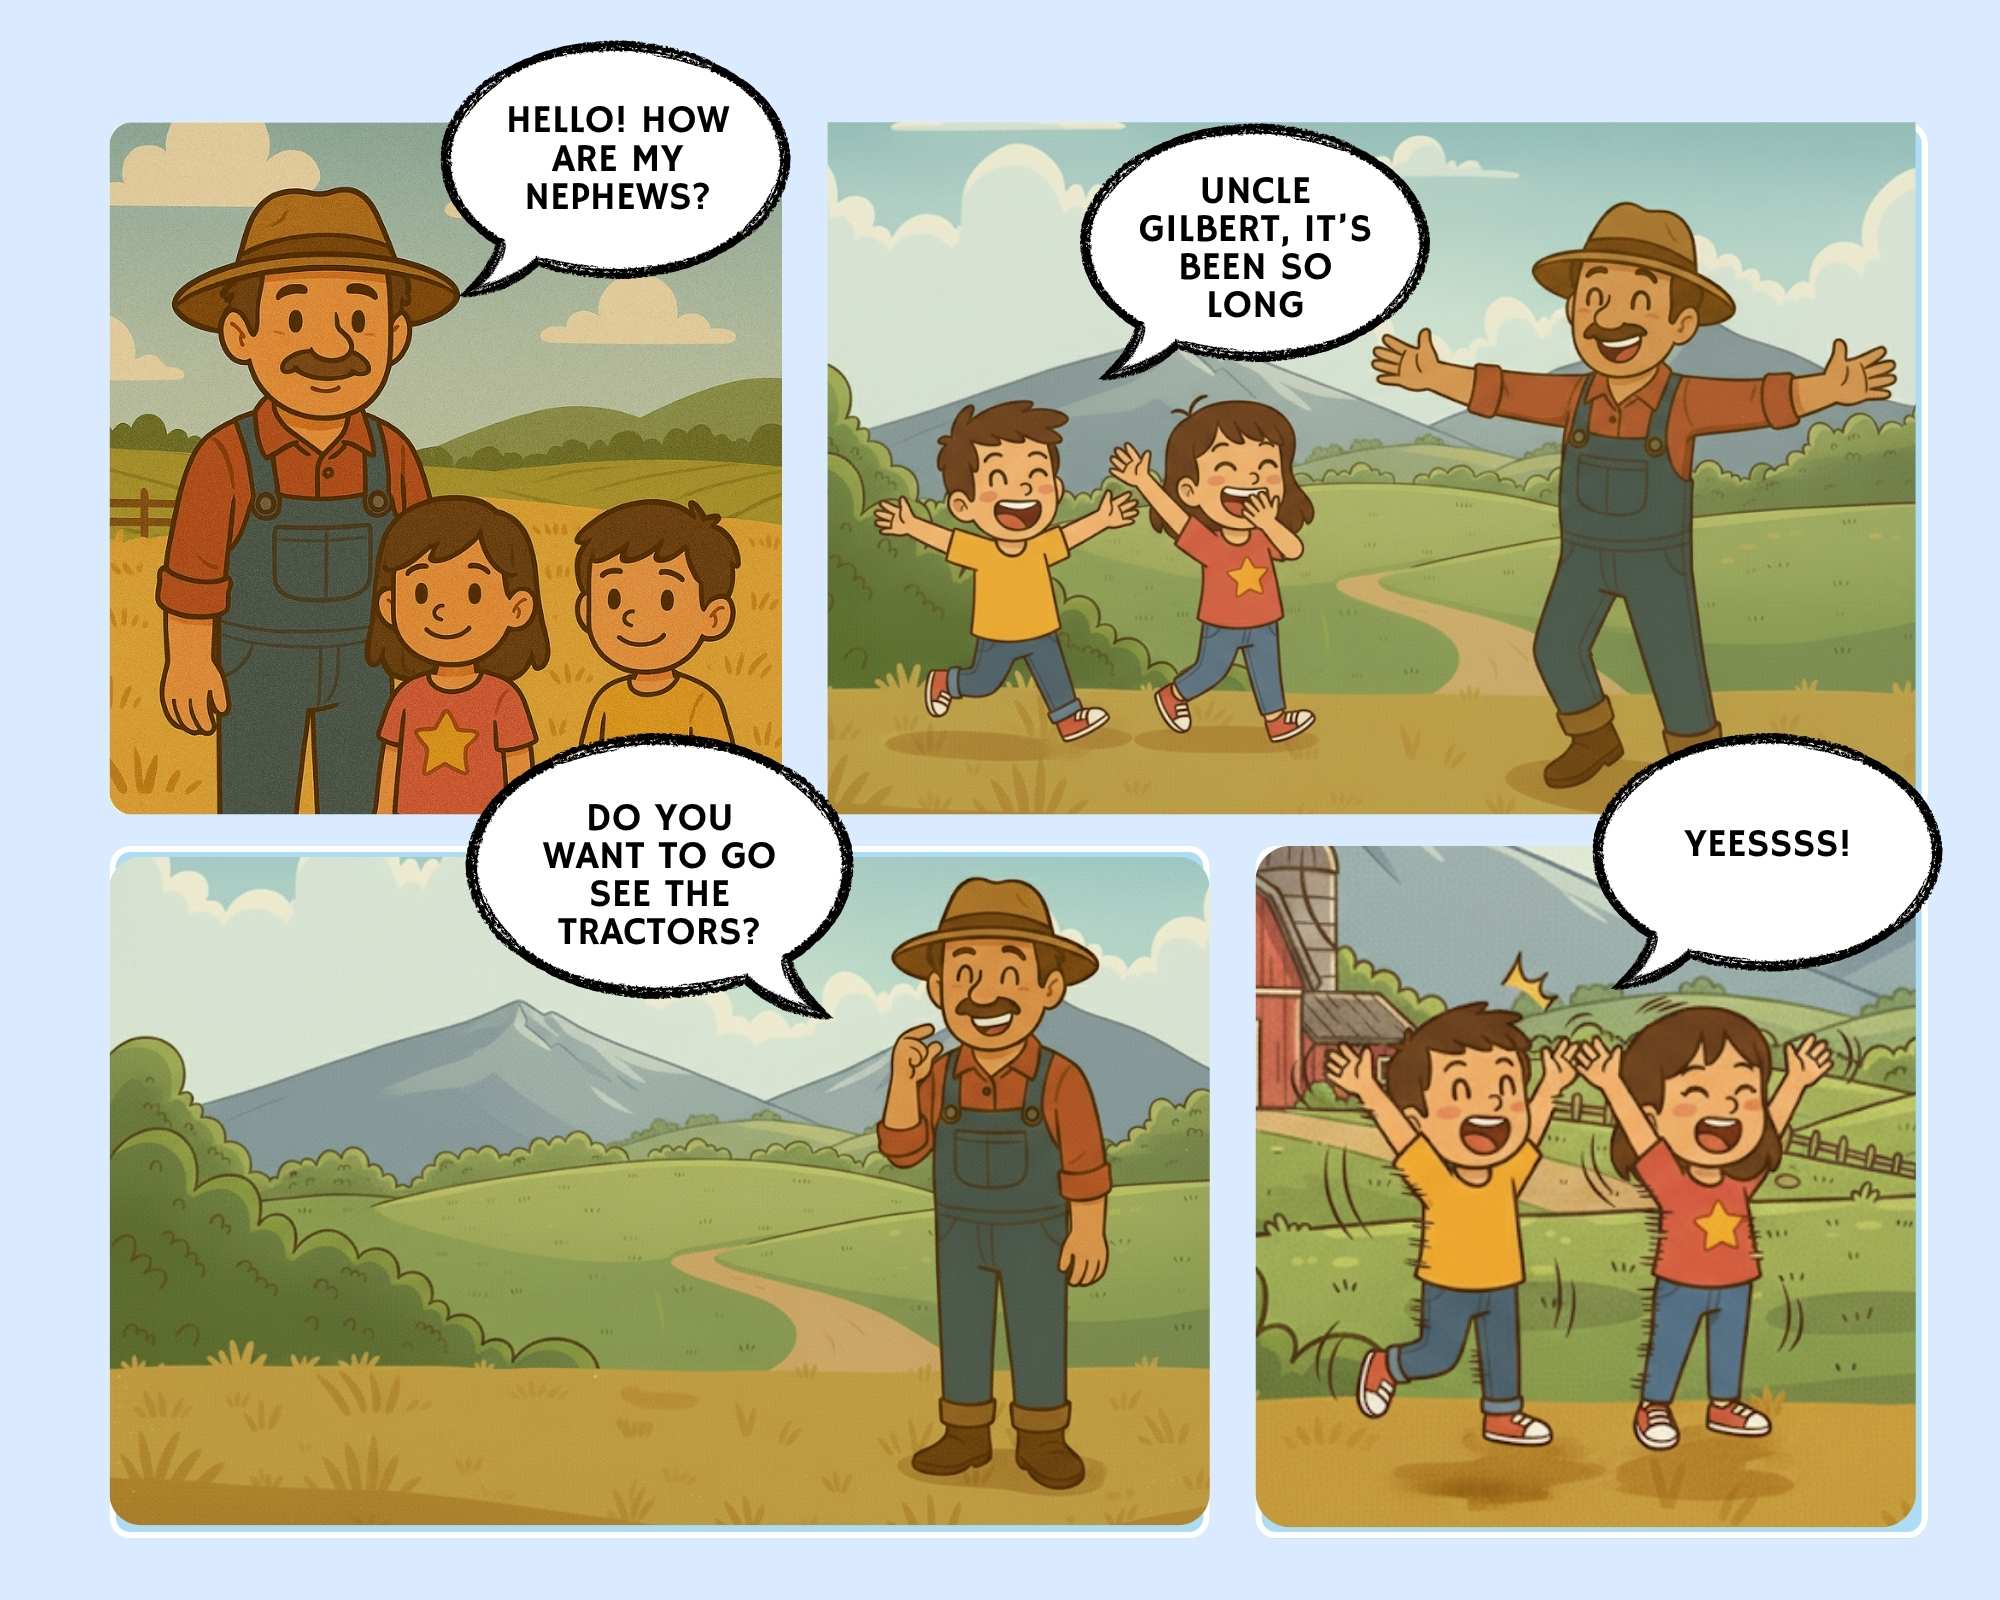 HELLO! HOW
ARE MY
NEPHEWS?
UNCLE
GILBERT, IT'S
BEEN SO
LONG
DO YOU
WANT TO GO
SEE THE
TRACTORS?
YEESSSS!